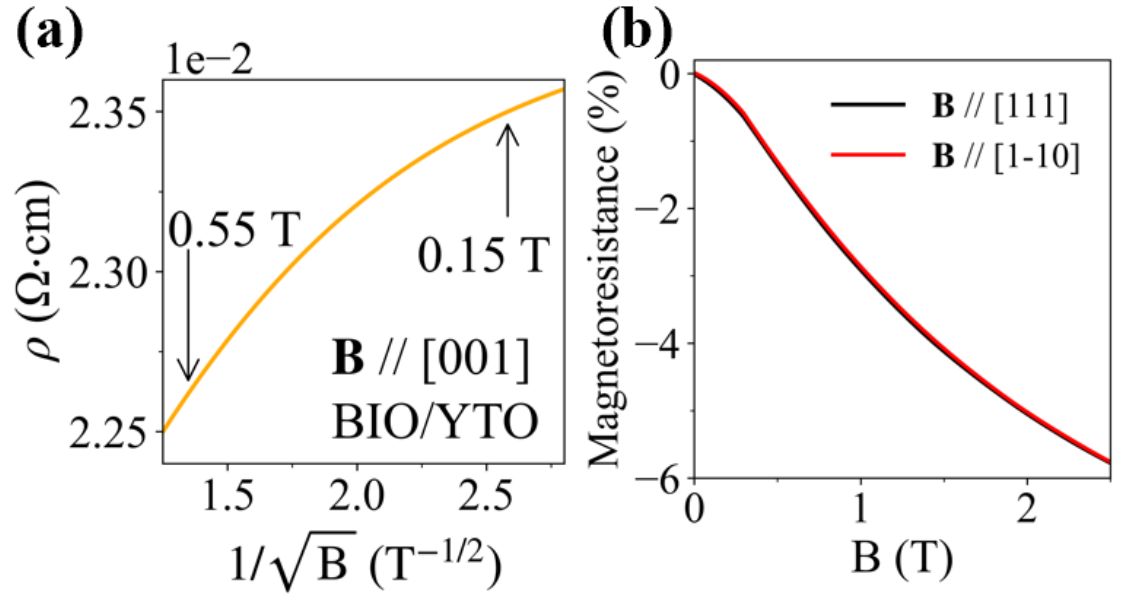 (a)
1e−2
2.35
2.30
2.25
ρ (Ω·cm)
0.55 T
0.15 T
B // [001]
BIO/YTO
1.5
2.0
2.5
1/√B (T⁻¹/²)
(b)
0
−2
−4
−6
Magnetoresistance (%)
B // [111]
B // [1-10]
0
1
2
B (T)